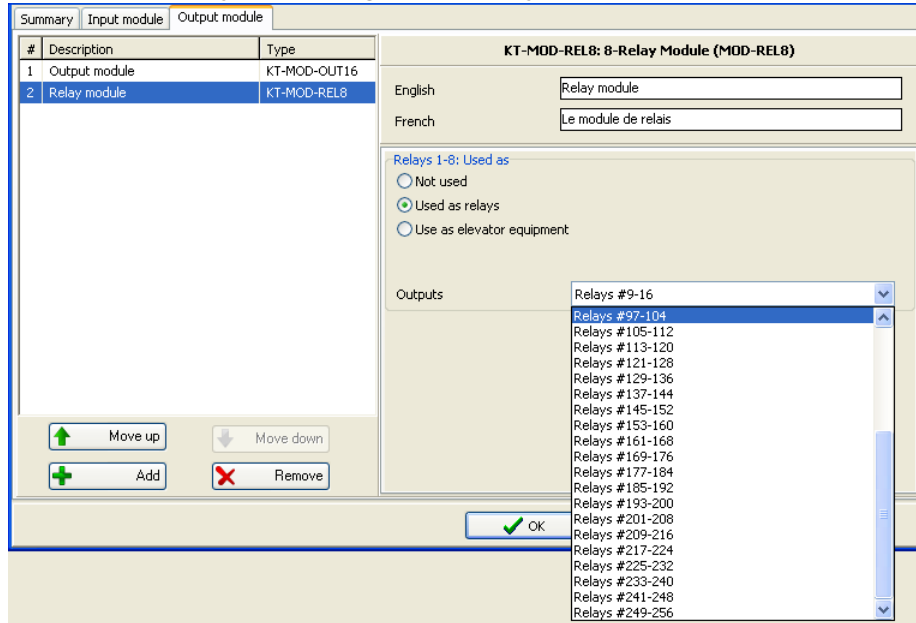 Summary Input module Output module
# Description Type
1 Output module KT-MOD-OUT16
2 Relay module KT-MOD-REL8
Move up Move down
Add Remove
KT-MOD-REL8: 8-Relay Module (MOD-REL8)
English Relay module
French Le module de relais
Relays 1-8: Used as
Not used
Used as relays
Use as elevator equipment
Outputs Relays #9-16
Relays #97-104
Relays #105-112
Relays #113-120
Relays #121-128
Relays #129-136
Relays #137-144
Relays #145-152
Relays #153-160
Relays #161-168
Relays #169-176
Relays #177-184
Relays #185-192
Relays #193-200
Relays #201-208
Relays #209-216
Relays #217-224
Relays #225-232
Relays #233-240
Relays #241-248
Relays #249-256
OK